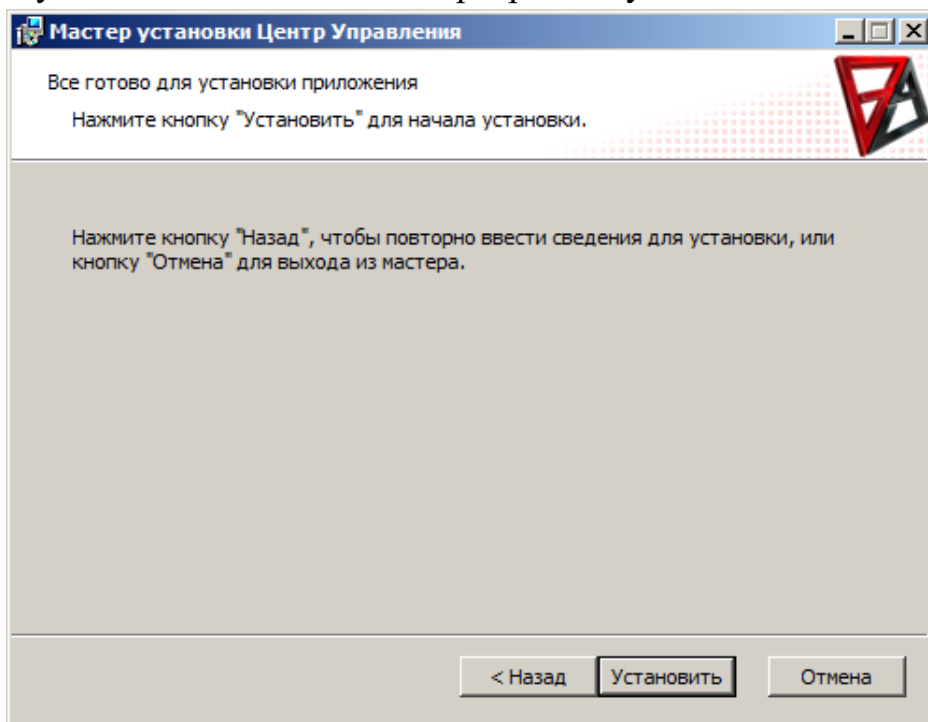 Мастер установки Центр Управления
Все готово для установки приложения
Нажмите кнопку "Установить" для начала установки.
Нажмите кнопку "Назад", чтобы повторно ввести сведения для установки, или
кнопку "Отмена" для выхода из мастера.
< Назад
Установить
Отмена